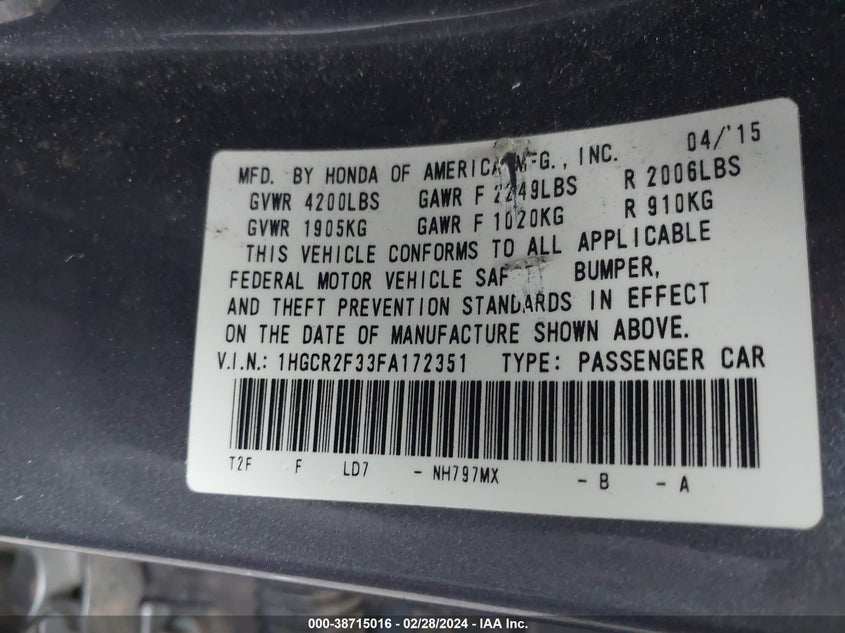 MFD. BY HONDA OF AMERICA MFG., INC. 04/'15
GVWR 4200LBS GAWR F 2249LBS R 2006LBS
GVWR 1905KG GAWR F 1020KG R 910KG
THIS VEHICLE CONFORMS TO ALL APPLICABLE
FEDERAL MOTOR VEHICLE SAF BUMPER,
AND THEFT PREVENTION STANDARDS IN EFFECT
ON THE DATE OF MANUFACTURE SHOWN ABOVE.
V.I.N.: 1HGCR2F33FA172351 TYPE: PASSENGER CAR
T2F F LD7 - NH797MX - B - A
000-38715016 - 02/28/2024 - IAAI.COM